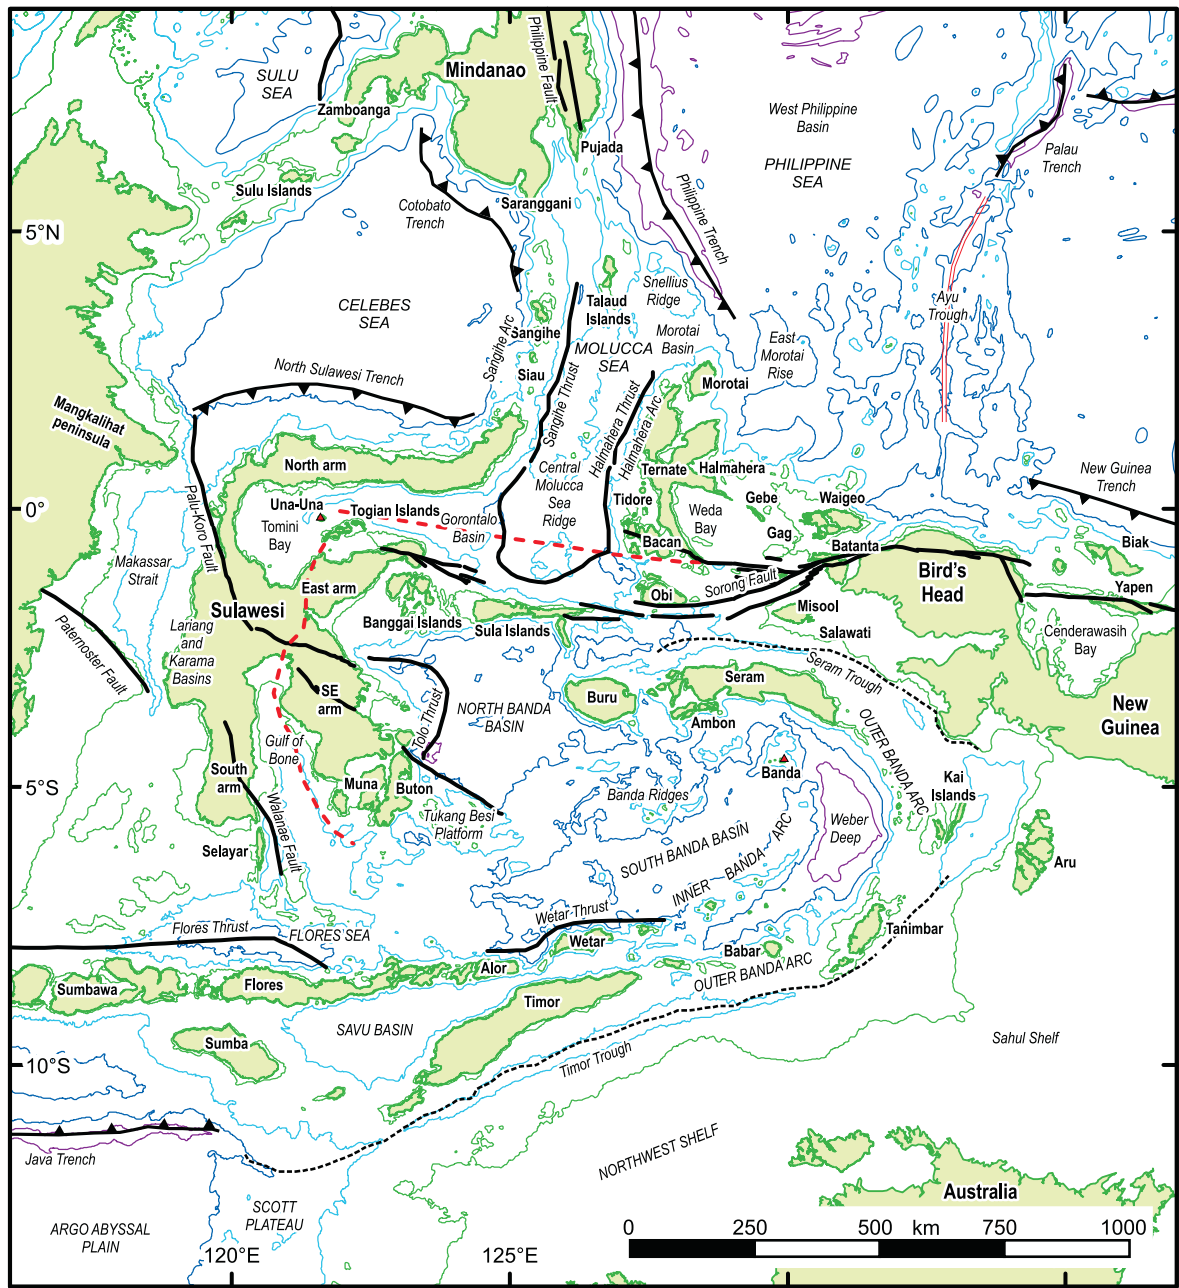 SULU
SEA
Mindanao
Philippine Fault
Zamboanga
West Philippine
Basin
PHILIPPINE
SEA
Palau
Trench
Pujada
Sulu Islands
Cotobato
Trench
Saranggani
Philippine Trench
5°N
CELEBES
SEA
Snellius
Ridge
Talaud
Islands
Ayu
Trough
Sangihe Arc
Sangihe
Morotai
Basin
MOLUCCA
SEA
East
Morotai
Rise
North Sulawesi Trench
Siau
Sangihe Thrust
Morotai
Mangkalihat
peninsula
Halmahera Thrust
Halmahera Arc
North arm
Central
Molucca
Sea
Ridge
Ternate
Halmahera
New Guinea
Trench
Palu-Koro Fault
Una-Una
Togian Islands
Tidore
Gebe
Waigeo
0°
Tomini
Bay
Gorontalo
Basin
Weda
Bay
Gag
Makassar
Strait
Bacan
Batanta
Biak
East arm
Sorong Fault
Bird's
Head
Obi
Yapen
Sulawesi
Banggai Islands
Sula Islands
Misool
Salawati
Cenderawasih
Bay
Paternoster Fault
Lariang
and
Karama
Basins
Seram Trough
SE
arm
Tolo Thrust
NORTH BANDA
BASIN
Buru
Seram
New
Guinea
Ambon
OUTER BANDA ARC
Gulf of
Bone
South
arm
Muna
Buton
Banda
Kai
Islands
Banda Ridges
Tukang Besi
Platform
Weber
Deep
Walanae Fault
Selayar
SOUTH BANDA BASIN
INNER BANDA ARC
Aru
5°S
Flores Thrust
FLORES SEA
Wetar Thrust
Wetar
Tanimbar
Babar
Sumbawa
Flores
Alor
OUTER BANDA ARC
Timor
SAVU BASIN
Sumba
Timor Trough
Sahul Shelf
10°S
Java Trench
NORTHWEST SHELF
SCOTT
PLATEAU
Australia
ARGO ABYSSAL
PLAIN
0 250 500 km 750 1000
120°E
125°E